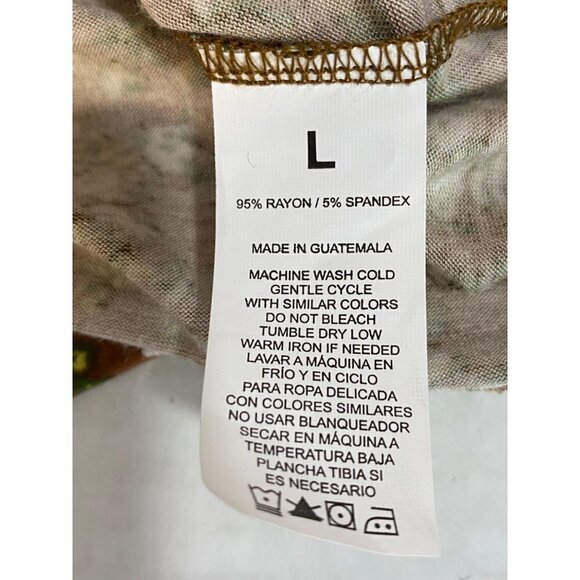 L
95% RAYON / 5% SPANDEX
MADE IN GUATEMALA
MACHINE WASH COLD
GENTLE CYCLE
WITH SIMILAR COLORS
DO NOT BLEACH
TUMBLE DRY LOW
WARM IRON IF NEEDED
LAVAR A MÁQUINA EN
FRÍO Y EN CICLO
PARA ROPA DELICADA
CON COLORES SIMILARES
NO USAR BLANQUEADOR
SECAR EN MÁQUINA A
TEMPERATURA BAJA
PLANCHA TIBIA SI
ES NECESARIO